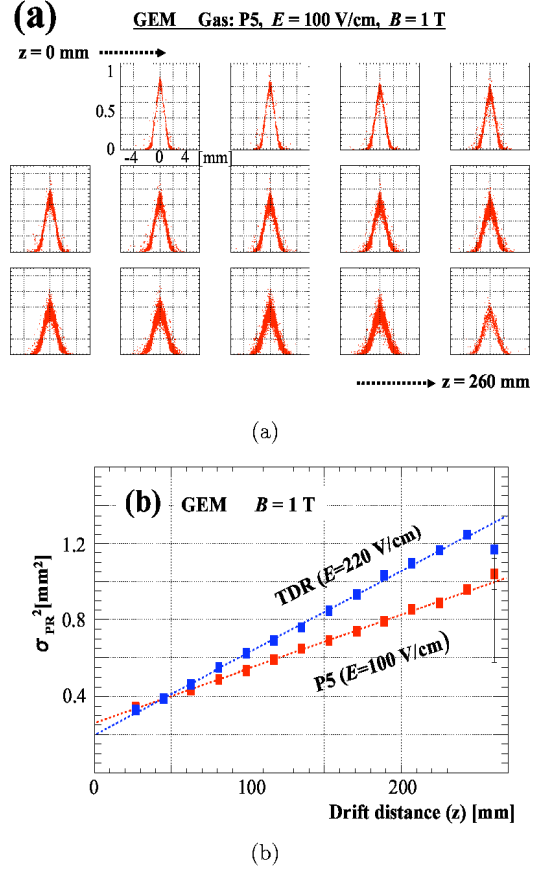 (a) GEM Gas: P5, E = 100 V/cm, B = 1 T
z = 0 mm
1
0.5
0
-4 0 4 [mm]
z = 260 mm
(a)
(b) GEM B = 1 T
TDR (E=220 V/cm)
P5 (E=100 V/cm)
σPR²[mm²]
1.2
0.8
0.4
0 100 200
Drift distance (z) [mm]
(b)